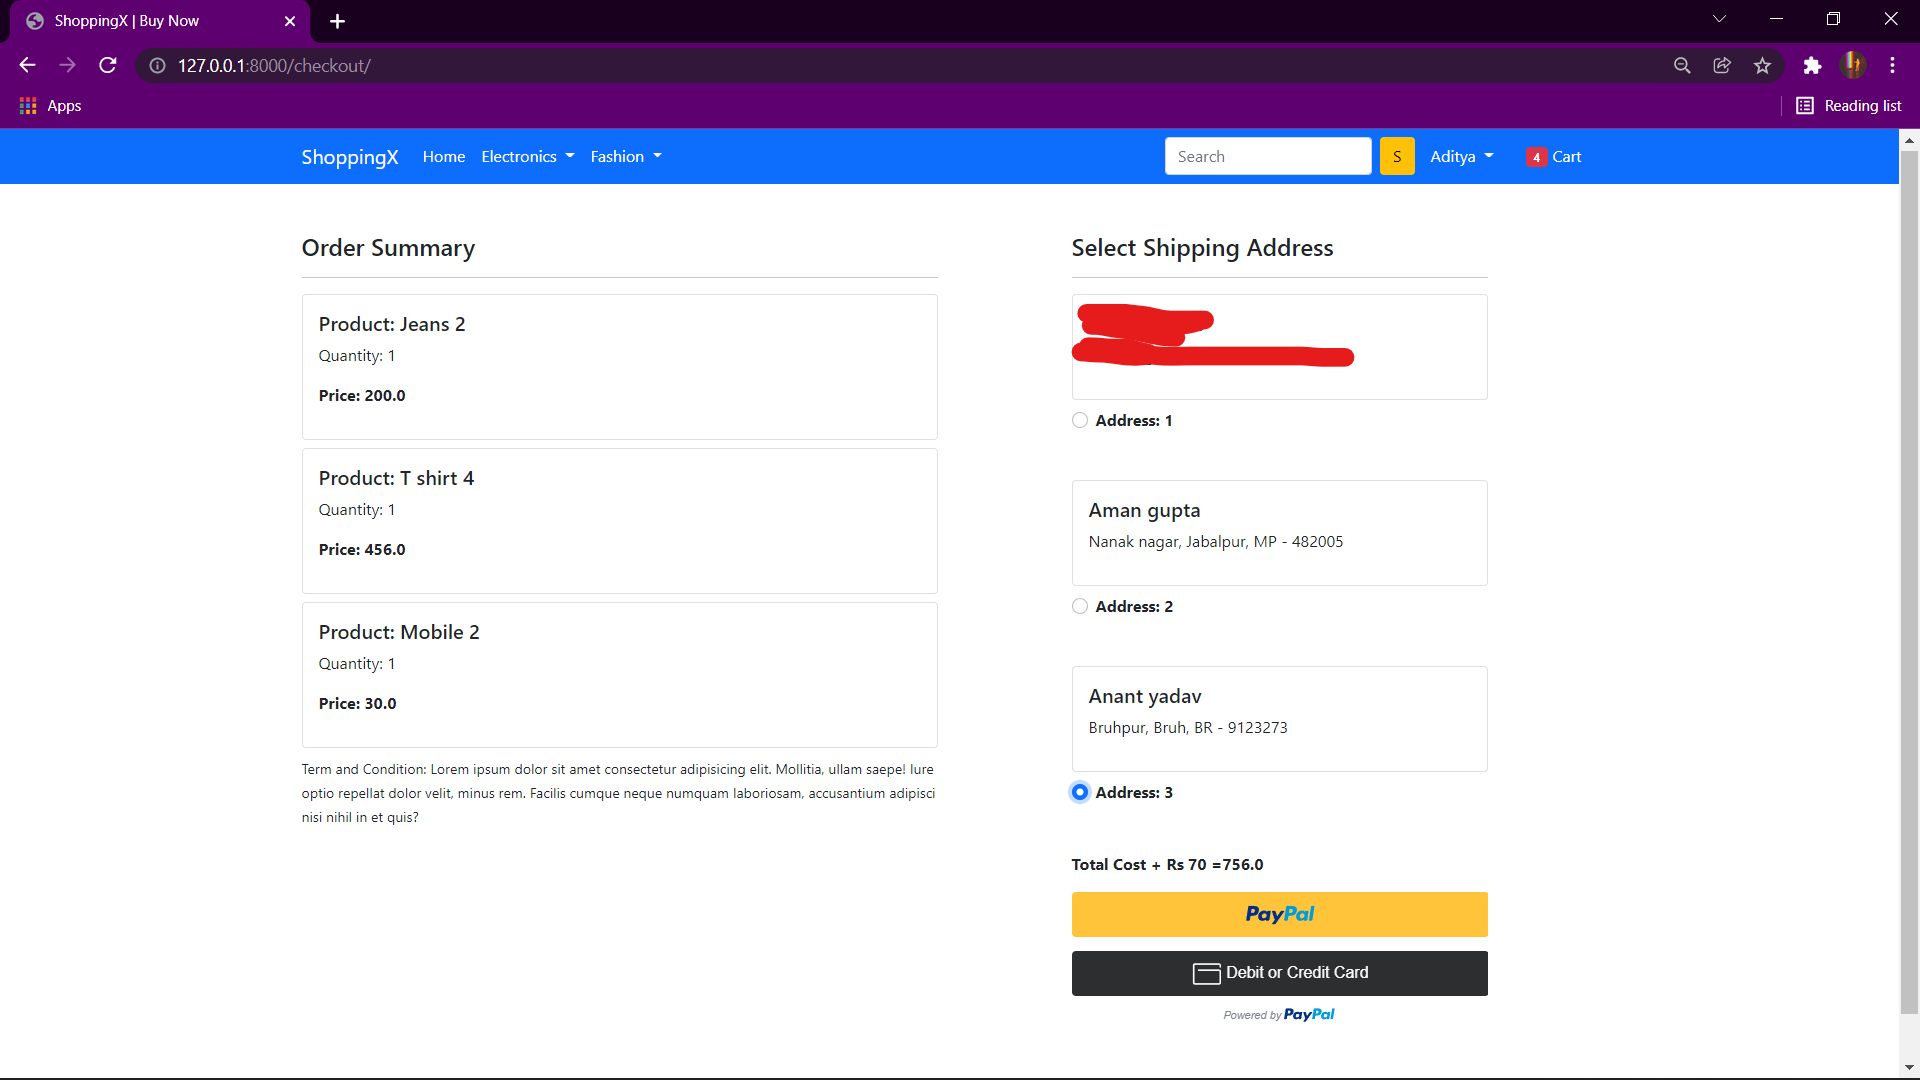 ShoppingX | Buy Now
127.0.0.1:8000/checkout/
Apps
Reading list
ShoppingX Home Electronics Fashion Search S Aditya 4 Cart
Order Summary
Product: Jeans 2
Quantity: 1
Price: 200.0
Product: T shirt 4
Quantity: 1
Price: 456.0
Product: Mobile 2
Quantity: 1
Price: 30.0
Term and Condition: Lorem ipsum dolor sit amet consectetur adipisicing elit. Mollitia, ullam saepe! Iure
optio repellat dolor velit, minus rem. Facilis cumque neque numquam laboriosam, accusantium adipisci
nisi nihil in et quis?
Select Shipping Address
Address: 1
Aman gupta
Nanak nagar, Jabalpur, MP - 482005
Address: 2
Anant yadav
Bruhpur, Bruh, BR - 9123273
Address: 3
Total Cost + Rs 70 =756.0
PayPal
Debit or Credit Card
Powered by PayPal